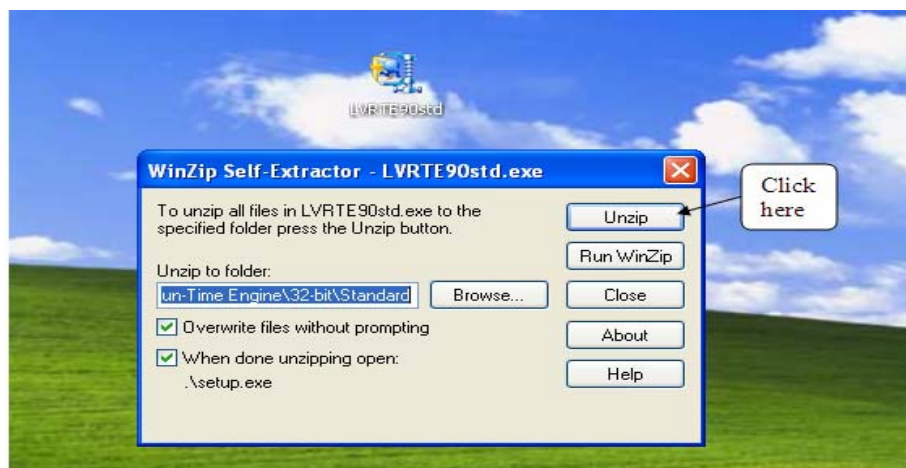 LVRTE90std
WinZip Self-Extractor - LVRTE90std.exe
To unzip all files in LVRTE90std.exe to the
specified folder press the Unzip button.
Unzip to folder:
un-Time Engine\32-bit\Standard
Browse...
Overwrite files without prompting
When done unzipping open:
.\setup.exe
Unzip
Run WinZip
Close
About
Help
Click
here